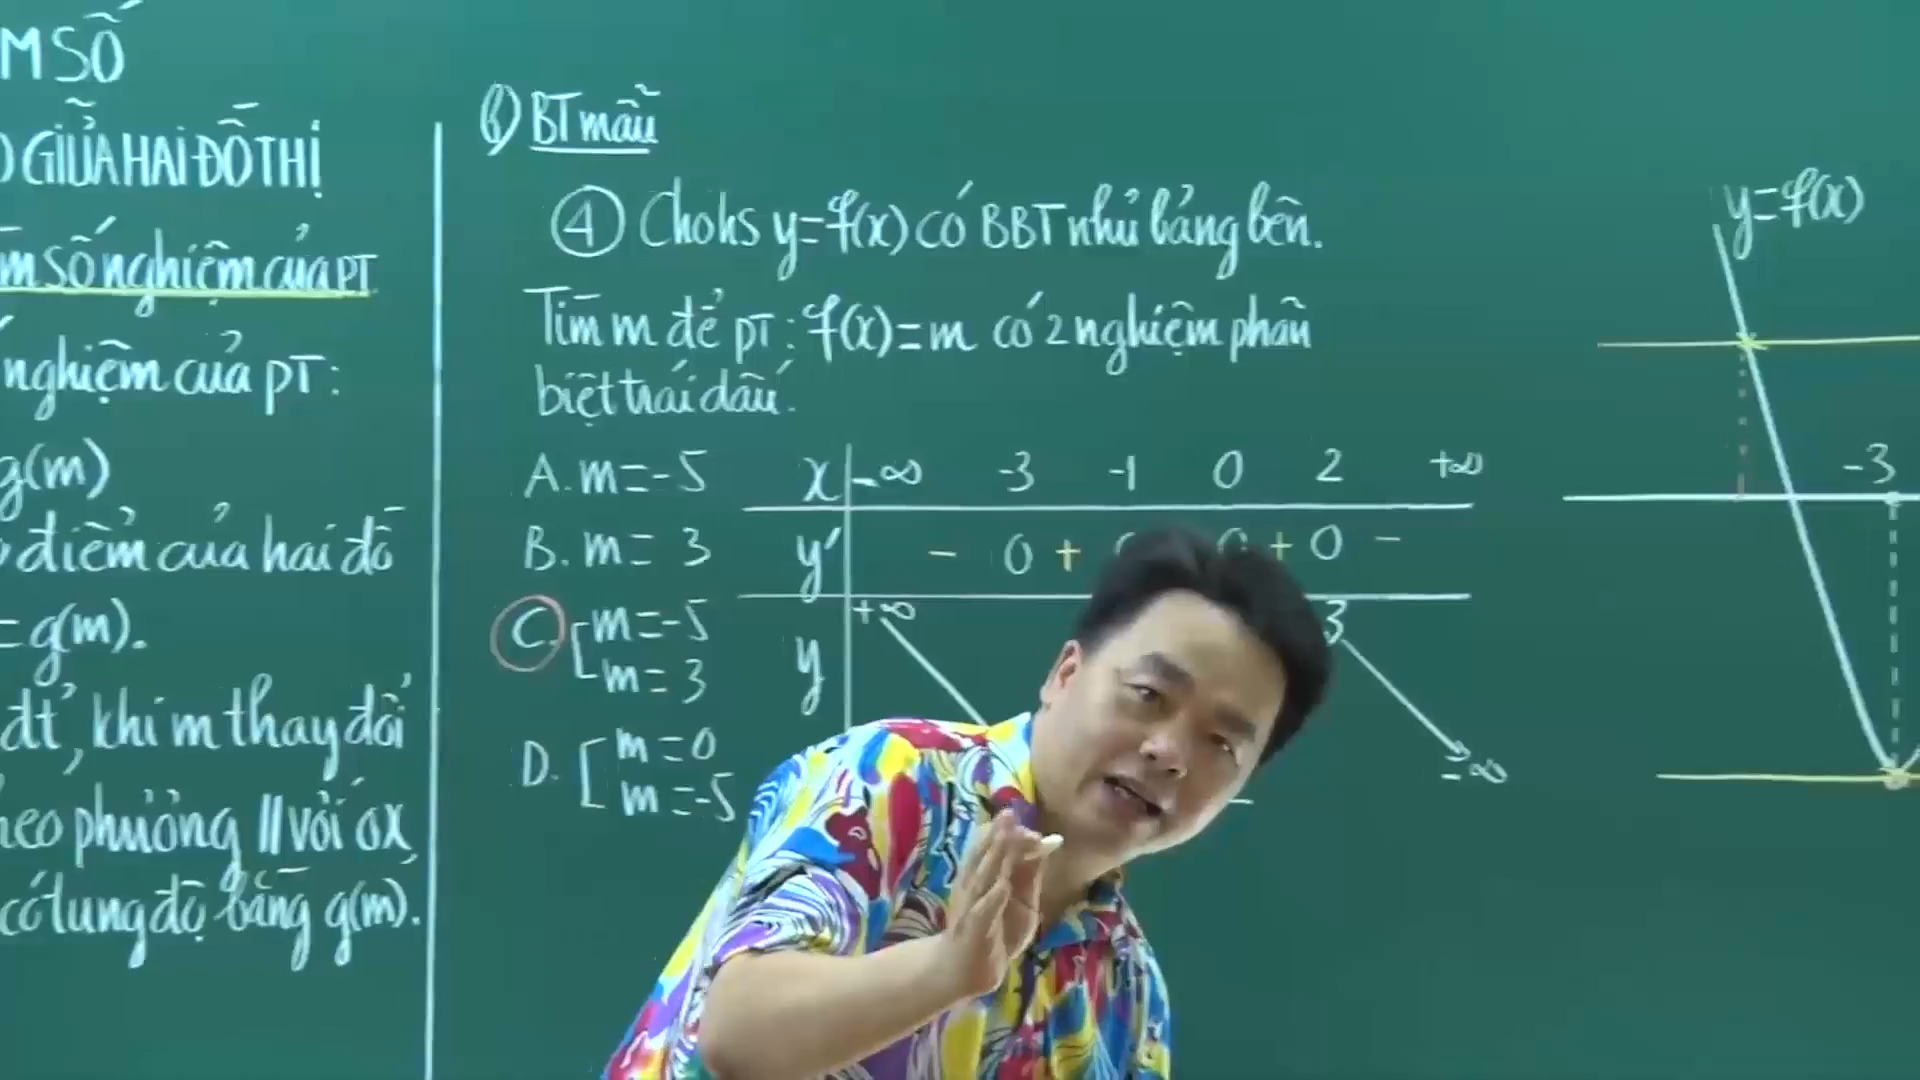 M SỐ
GIỮA HAI ĐỒ THỊ
m số nghiệm của PT
nghiệm của PT:
g(m)
điểm của hai đồ
= g(m).
đt, khi m thay đổi
heo phương // với ox,
có tung độ bằng g(m).
b) BT mẫu
④ Cho hs y=f(x) có BBT như bảng bên.
Tìm m để PT: f(x)=m có 2 nghiệm phân
biệt trái dấu.
A. m=-5
B. m=3
C. [m=-5
m=3
D. [m=0
m=-5
x -∞ -3 -1 0 2 +∞
y' - 0 + 0 + 0 -
y +∞ 3 -∞
y=f(x)
-3